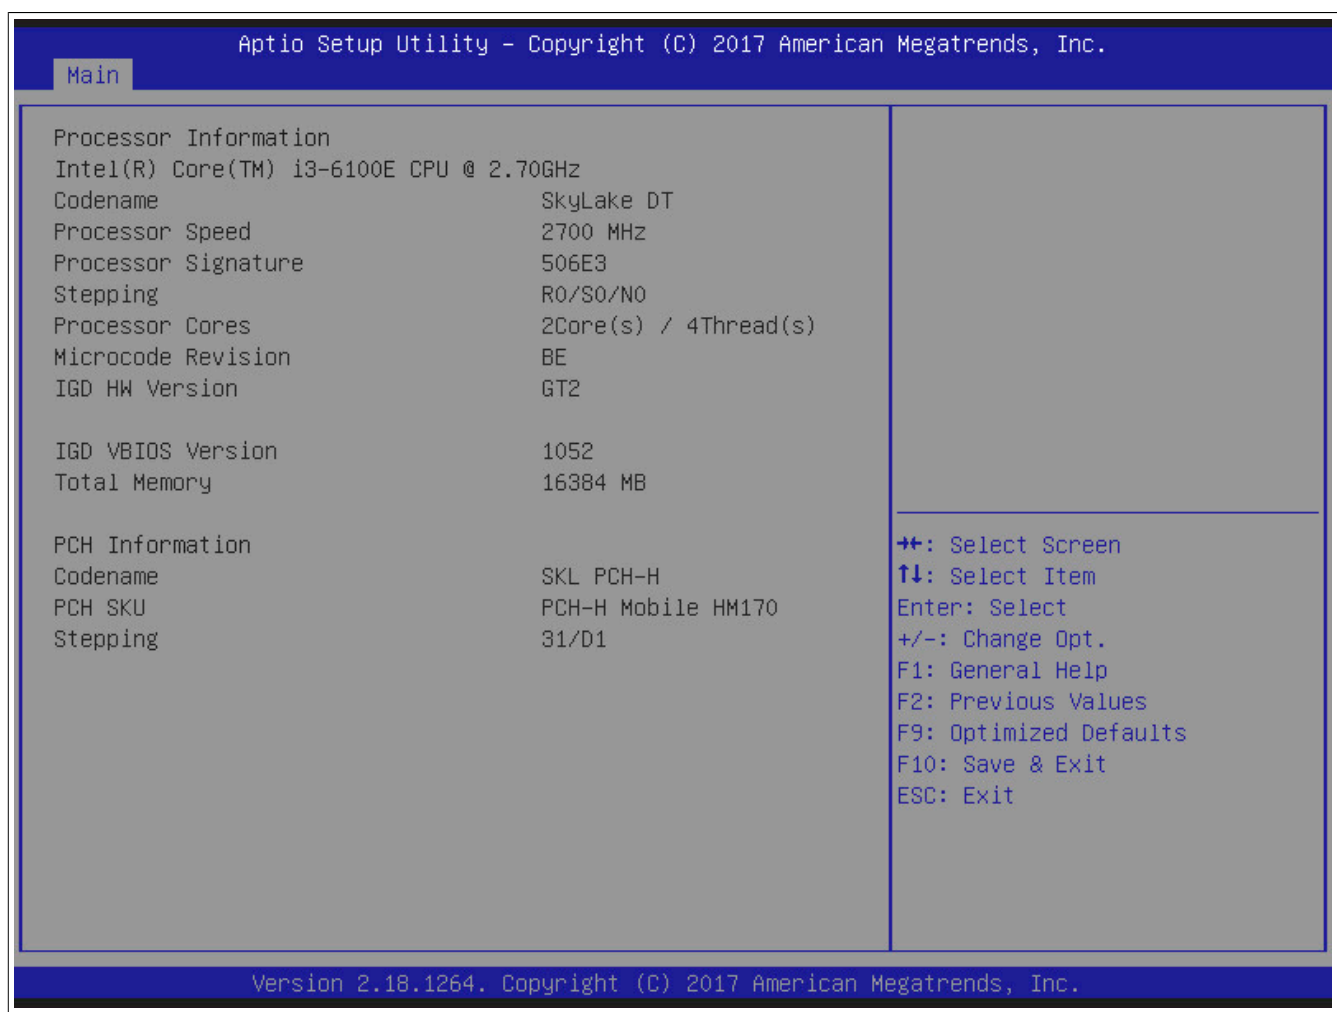 Aptio Setup Utility – Copyright (C) 2017 American Megatrends, Inc.
Main
Processor Information
Intel(R) Core(TM) i3-6100E CPU @ 2.70GHz
Codename SkyLake DT
Processor Speed 2700 MHz
Processor Signature 506E3
Stepping R0/S0/N0
Processor Cores 2Core(s) / 4Thread(s)
Microcode Revision BE
IGD HW Version GT2
IGD VBIOS Version 1052
Total Memory 16384 MB
PCH Information
Codename SKL PCH-H
PCH SKU PCH-H Mobile HM170
Stepping 31/D1
→←: Select Screen
↑↓: Select Item
Enter: Select
+/-: Change Opt.
F1: General Help
F2: Previous Values
F9: Optimized Defaults
F10: Save & Exit
ESC: Exit
Version 2.18.1264. Copyright (C) 2017 American Megatrends, Inc.